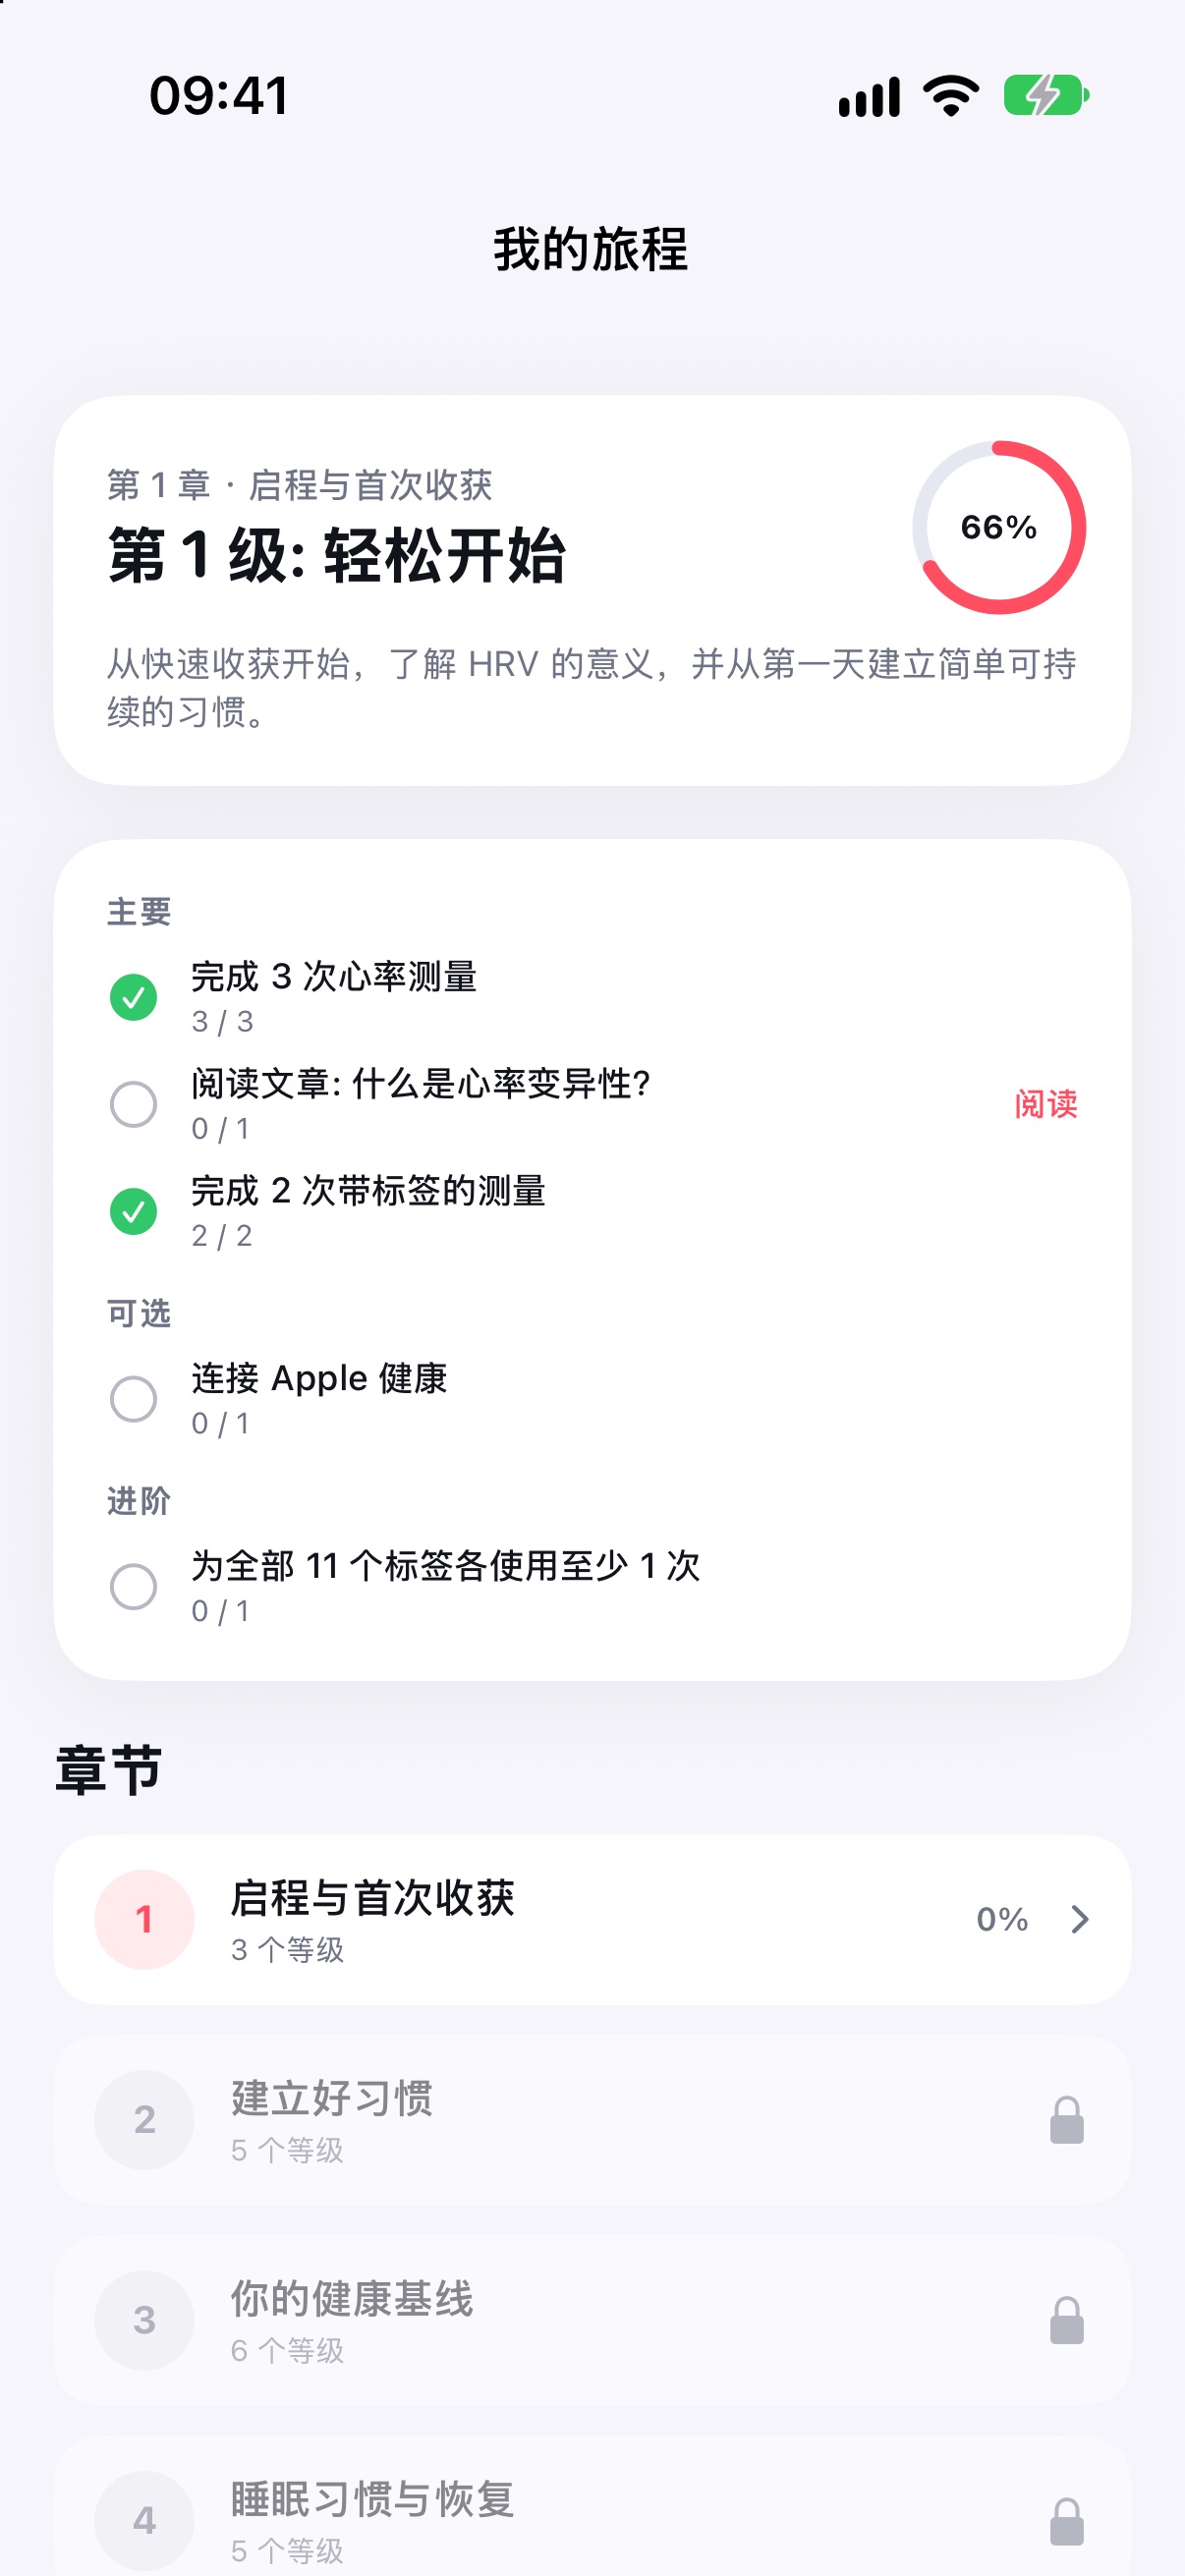 09:41
我的旅程
第 1 章 · 启程与首次收获
第 1 级: 轻松开始
66%
从快速收获开始，了解 HRV 的意义，并从第一天建立简单可持
续的习惯。
主要
完成 3 次心率测量
3 / 3
阅读文章: 什么是心率变异性?
0 / 1
阅读
完成 2 次带标签的测量
2 / 2
可选
连接 Apple 健康
0 / 1
进阶
为全部 11 个标签各使用至少 1 次
0 / 1
章节
1
启程与首次收获
3 个等级
0%
2
建立好习惯
5 个等级
3
你的健康基线
6 个等级
4
睡眠习惯与恢复
5 个等级